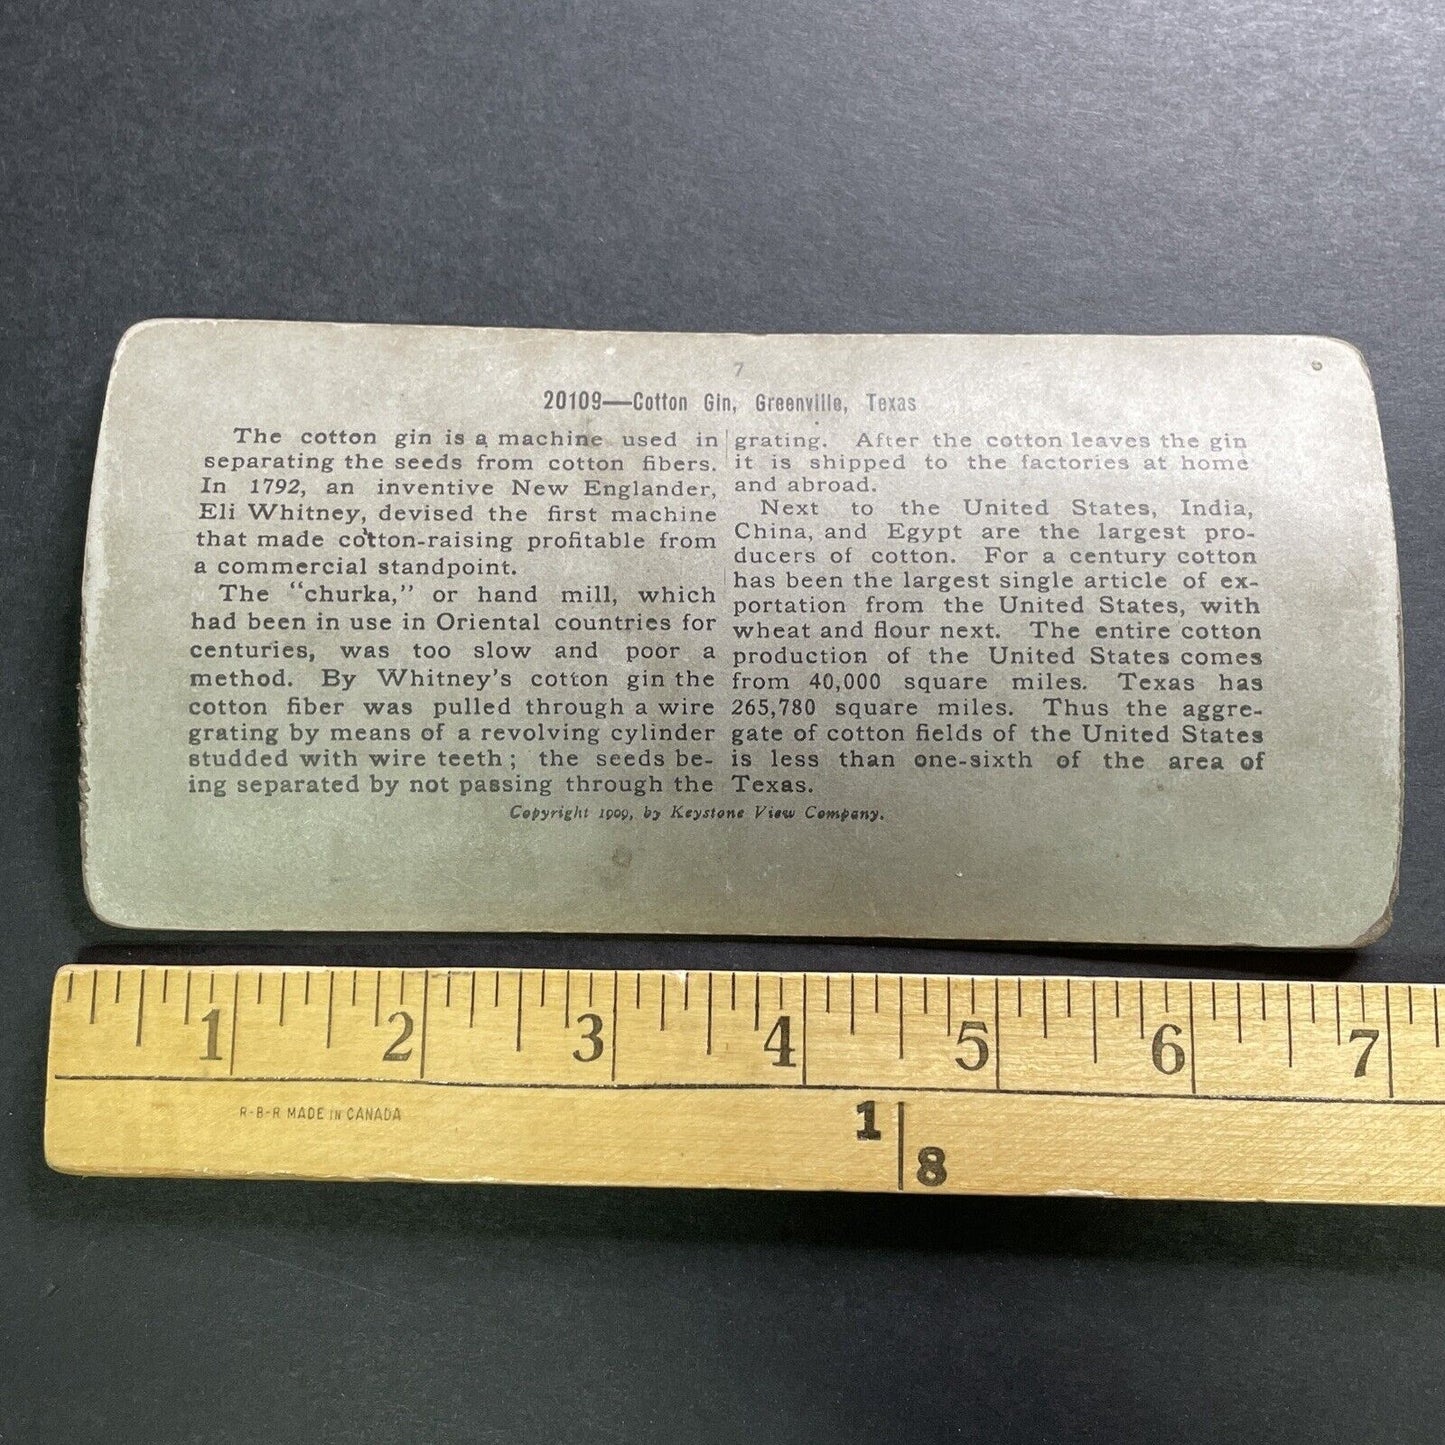 7
20109—Cotton Gin, Greenville, Texas
The cotton gin is a machine used in
separating the seeds from cotton fibers.
In 1792, an inventive New Englander,
Eli Whitney, devised the first machine
that made cotton-raising profitable from
a commercial standpoint.
The "churka," or hand mill, which
had been in use in Oriental countries for
centuries, was too slow and poor a
method. By Whitney's cotton gin the
cotton fiber was pulled through a wire
grating by means of a revolving cylinder
studded with wire teeth; the seeds be-
ing separated by not passing through the
grating. After the cotton leaves the gin
it is shipped to the factories at home
and abroad.
Next to the United States, India,
China, and Egypt are the largest pro-
ducers of cotton. For a century cotton
has been the largest single article of ex-
portation from the United States, with
wheat and flour next. The entire cotton
production of the United States comes
from 40,000 square miles. Texas has
265,780 square miles. Thus the aggre-
gate of cotton fields of the United States
is less than one-sixth of the area of
Texas.
Copyright 1909, by Keystone View Company.
1 2 3 4 5 6 7
R-B-R MADE IN CANADA
1
8